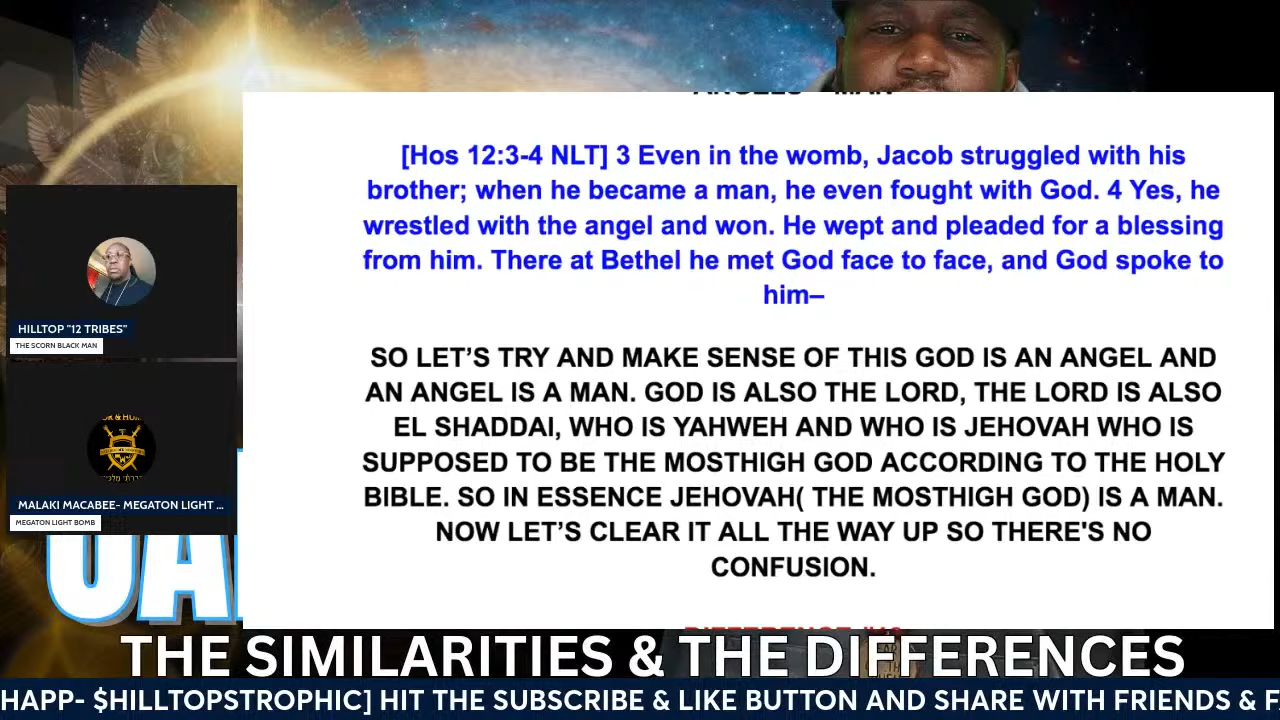 ANGELS MAN
[Hos 12:3-4 NLT] 3 Even in the womb, Jacob struggled with his
brother; when he became a man, he even fought with God. 4 Yes, he
wrestled with the angel and won. He wept and pleaded for a blessing
from him. There at Bethel he met God face to face, and God spoke to
him–
SO LET’S TRY AND MAKE SENSE OF THIS GOD IS AN ANGEL AND
AN ANGEL IS A MAN. GOD IS ALSO THE LORD, THE LORD IS ALSO
EL SHADDAI, WHO IS YAHWEH AND WHO IS JEHOVAH WHO IS
SUPPOSED TO BE THE MOSTHIGH GOD ACCORDING TO THE HOLY
BIBLE. SO IN ESSENCE JEHOVAH( THE MOSTHIGH GOD) IS A MAN.
NOW LET’S CLEAR IT ALL THE WAY UP SO THERE'S NO
CONFUSION.
HILLTOP "12 TRIBES"
THE SCORN BLACK MAN
MALAKI MACABEE- MEGATON LIGHT ...
MEGATON LIGHT BOMB
THE SIMILARITIES & THE DIFFERENCES
HAPP- $HILLTOPSTROPHIC] HIT THE SUBSCRIBE & LIKE BUTTON AND SHARE WITH FRIENDS & F